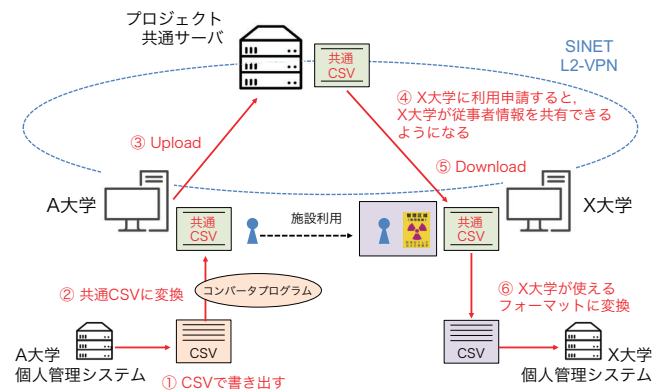 プロジェクト
共通サーバ
共通
CSV
SINET
L2-VPN
④ X大学に利用申請すると,
X大学が従事者情報を共有できる
ようになる
③ Upload
⑤ Download
A大学
X大学
共通
CSV
施設利用
管理区域
共通
CSV
② 共通CSVに変換
コンバータプログラム
⑥ X大学が使える
フォーマットに変換
A大学
個人管理システム
CSV
CSV
X大学
個人管理システム
① CSVで書き出す